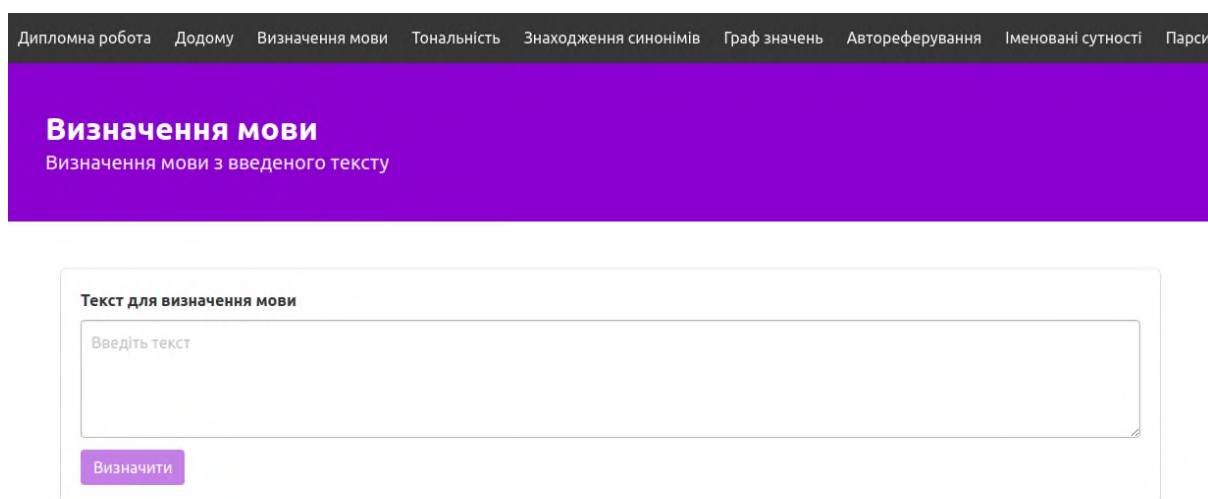 Дипломна робота Додому Визначення мови Тональність Знаходження синонімів Граф значень Автореферування Іменовані сутності Парси
Визначення мови
Визначення мови з введеного тексту
Текст для визначення мови
Введіть текст
Визначити